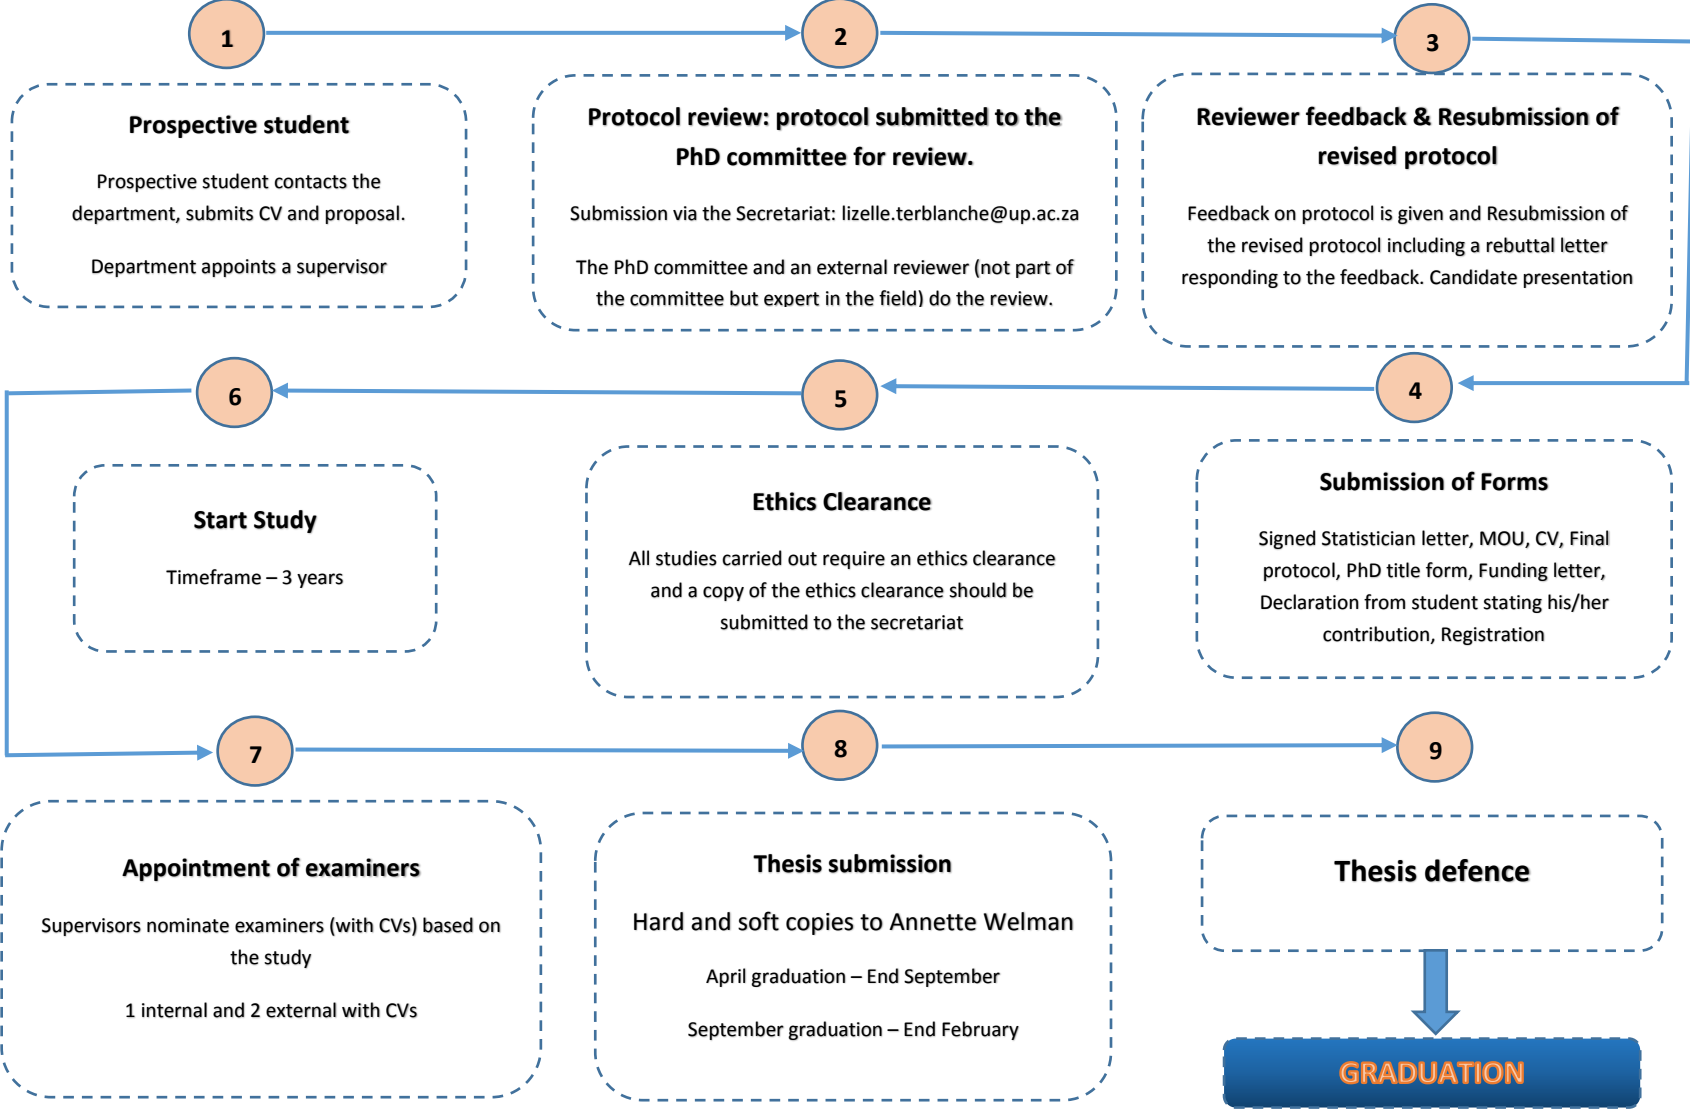 1
Prospective student
Prospective student contacts the
department, submits CV and proposal.
Department appoints a supervisor
2
Protocol review: protocol submitted to the
PhD committee for review.
Submission via the Secretariat: lizelle.terblanche@up.ac.za
The PhD committee and an external reviewer (not part of
the committee but expert in the field) do the review.
3
Reviewer feedback & Resubmission of
revised protocol
Feedback on protocol is given and Resubmission of
the revised protocol including a rebuttal letter
responding to the feedback. Candidate presentation
4
Submission of Forms
Signed Statistician letter, MOU, CV, Final
protocol, PhD title form, Funding letter,
Declaration from student stating his/her
contribution, Registration
5
Ethics Clearance
All studies carried out require an ethics clearance
and a copy of the ethics clearance should be
submitted to the secretariat
6
Start Study
Timeframe – 3 years
7
Appointment of examiners
Supervisors nominate examiners (with CVs) based on
the study
1 internal and 2 external with CVs
8
Thesis submission
Hard and soft copies to Annette Welman
April graduation – End September
September graduation – End February
9
Thesis defence
GRADUATION